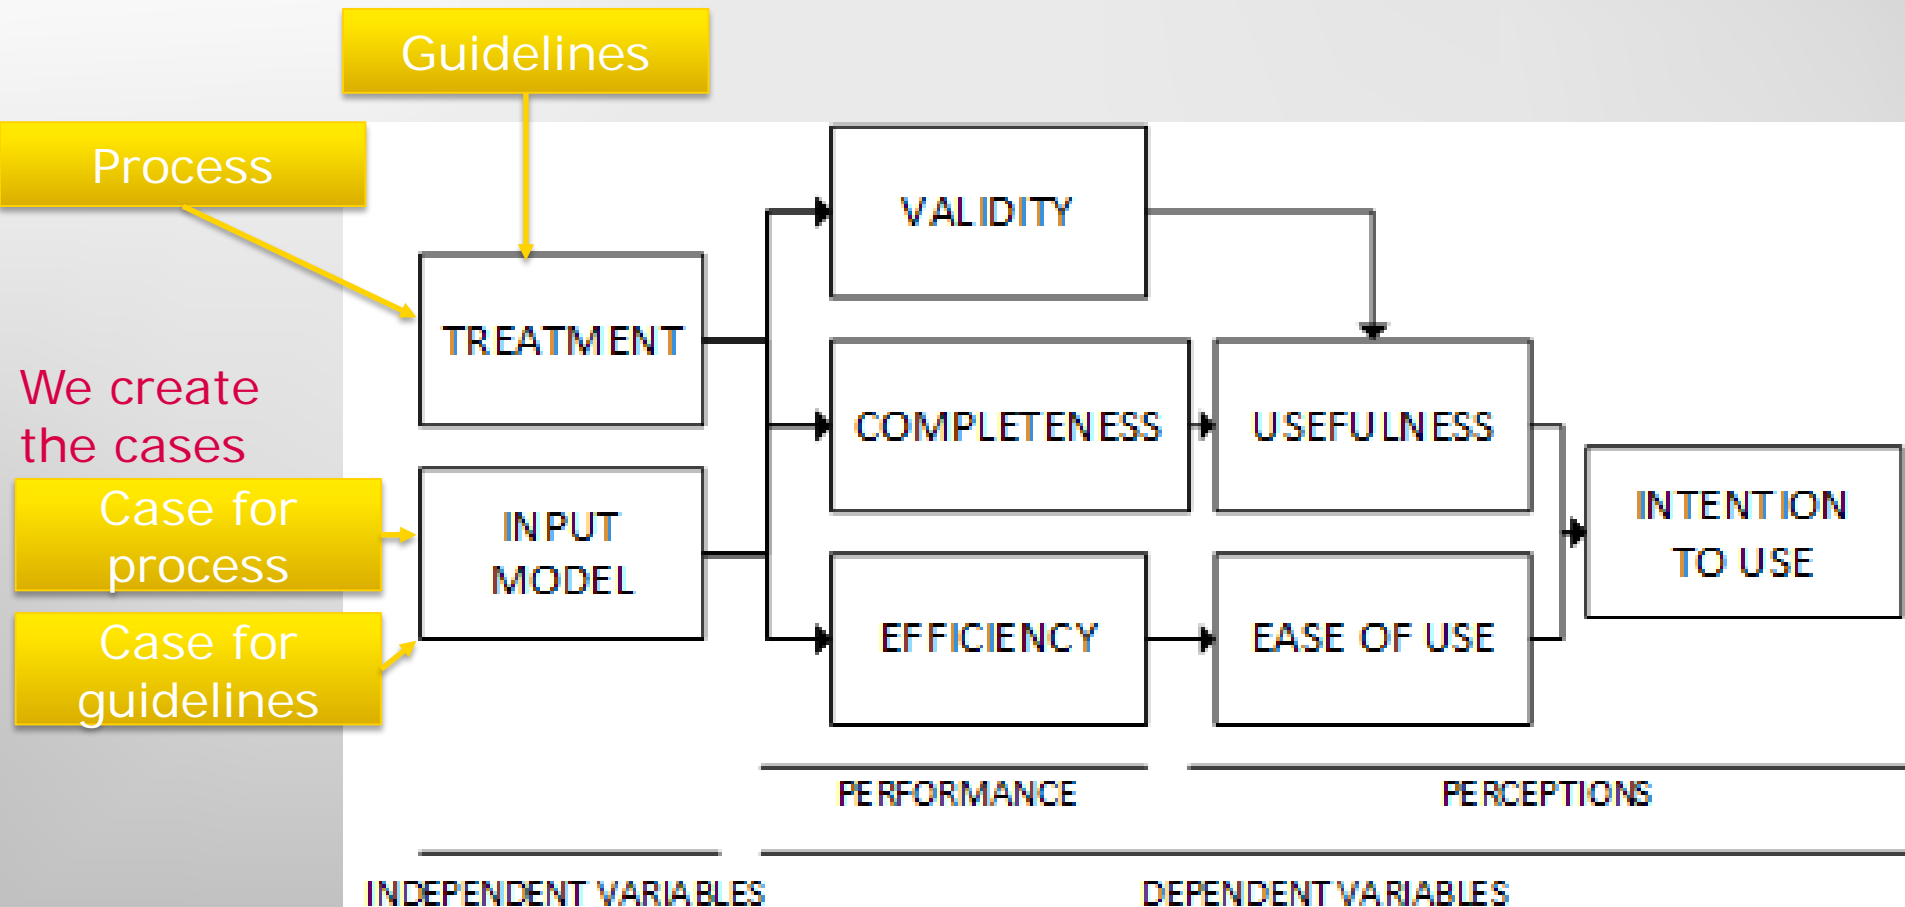 Guidelines
Process
VALIDITY
TREATMENT
We create
the cases
COMPLETENESS
USEFULNESS
Case for
process
INPUT
MODEL
INTENTION
TO USE
Case for
guidelines
EFFICIENCY
EASE OF USE
PERFORMANCE
PERCEPTIONS
INDEPENDENT VARIABLES
DEPENDENT VARIABLES